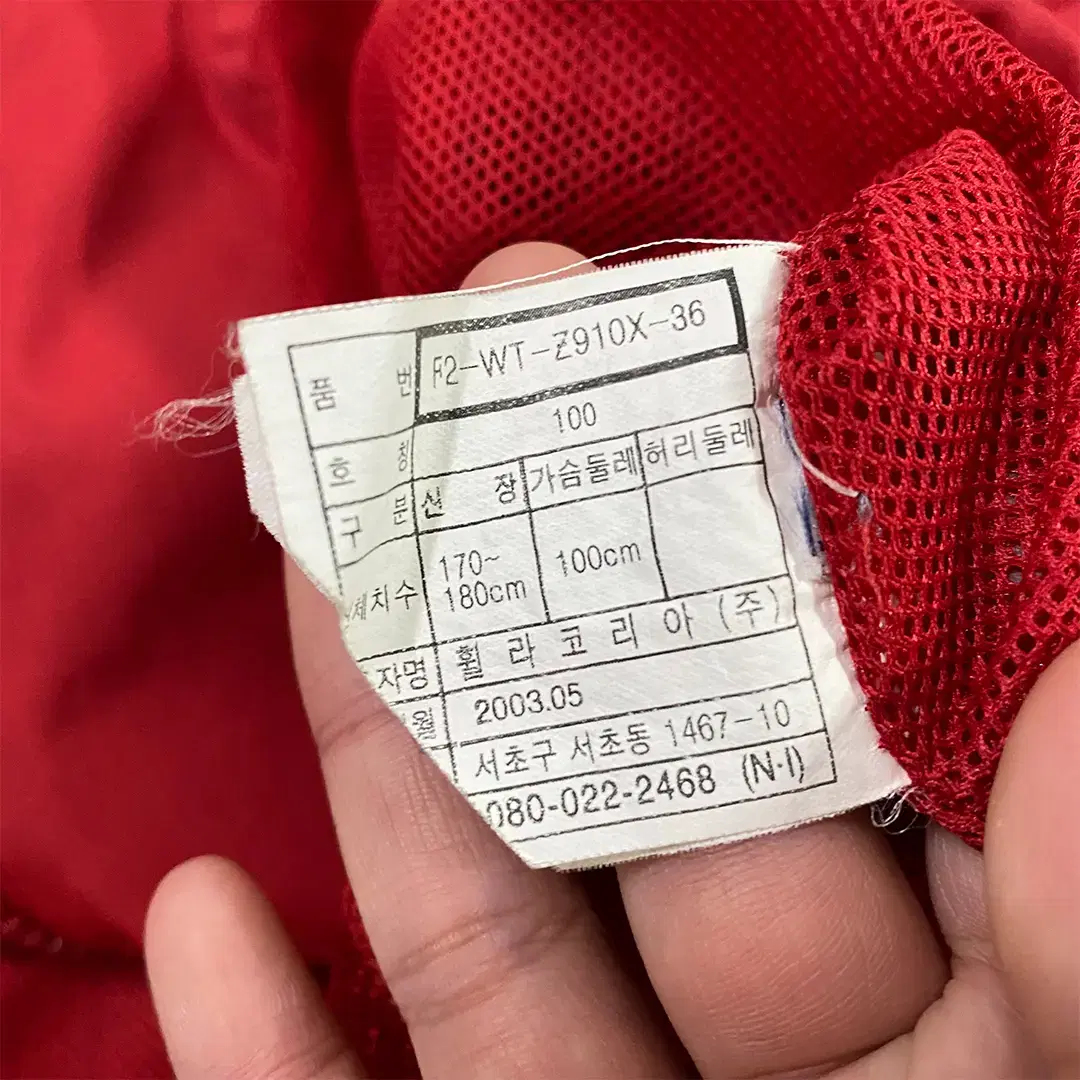 품 번 F2-WT-Z910X-36
호 칭 100
구 분 신 장 가슴둘레 허리둘레
체치수 170~ 180cm 100cm
자명 휠 라 코 리 아 (주)
월 2003.05
서초구 서초동 1467-10
080-022-2468 (N·I)